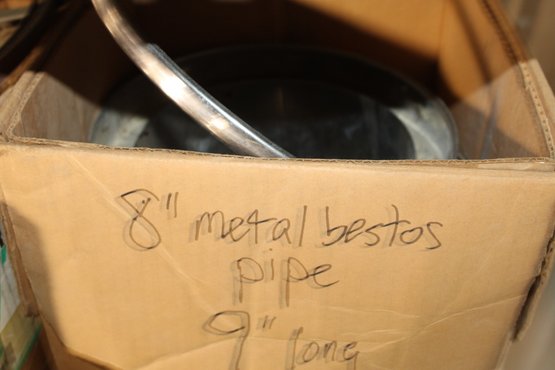 8" metal bestos
pipe
9" long